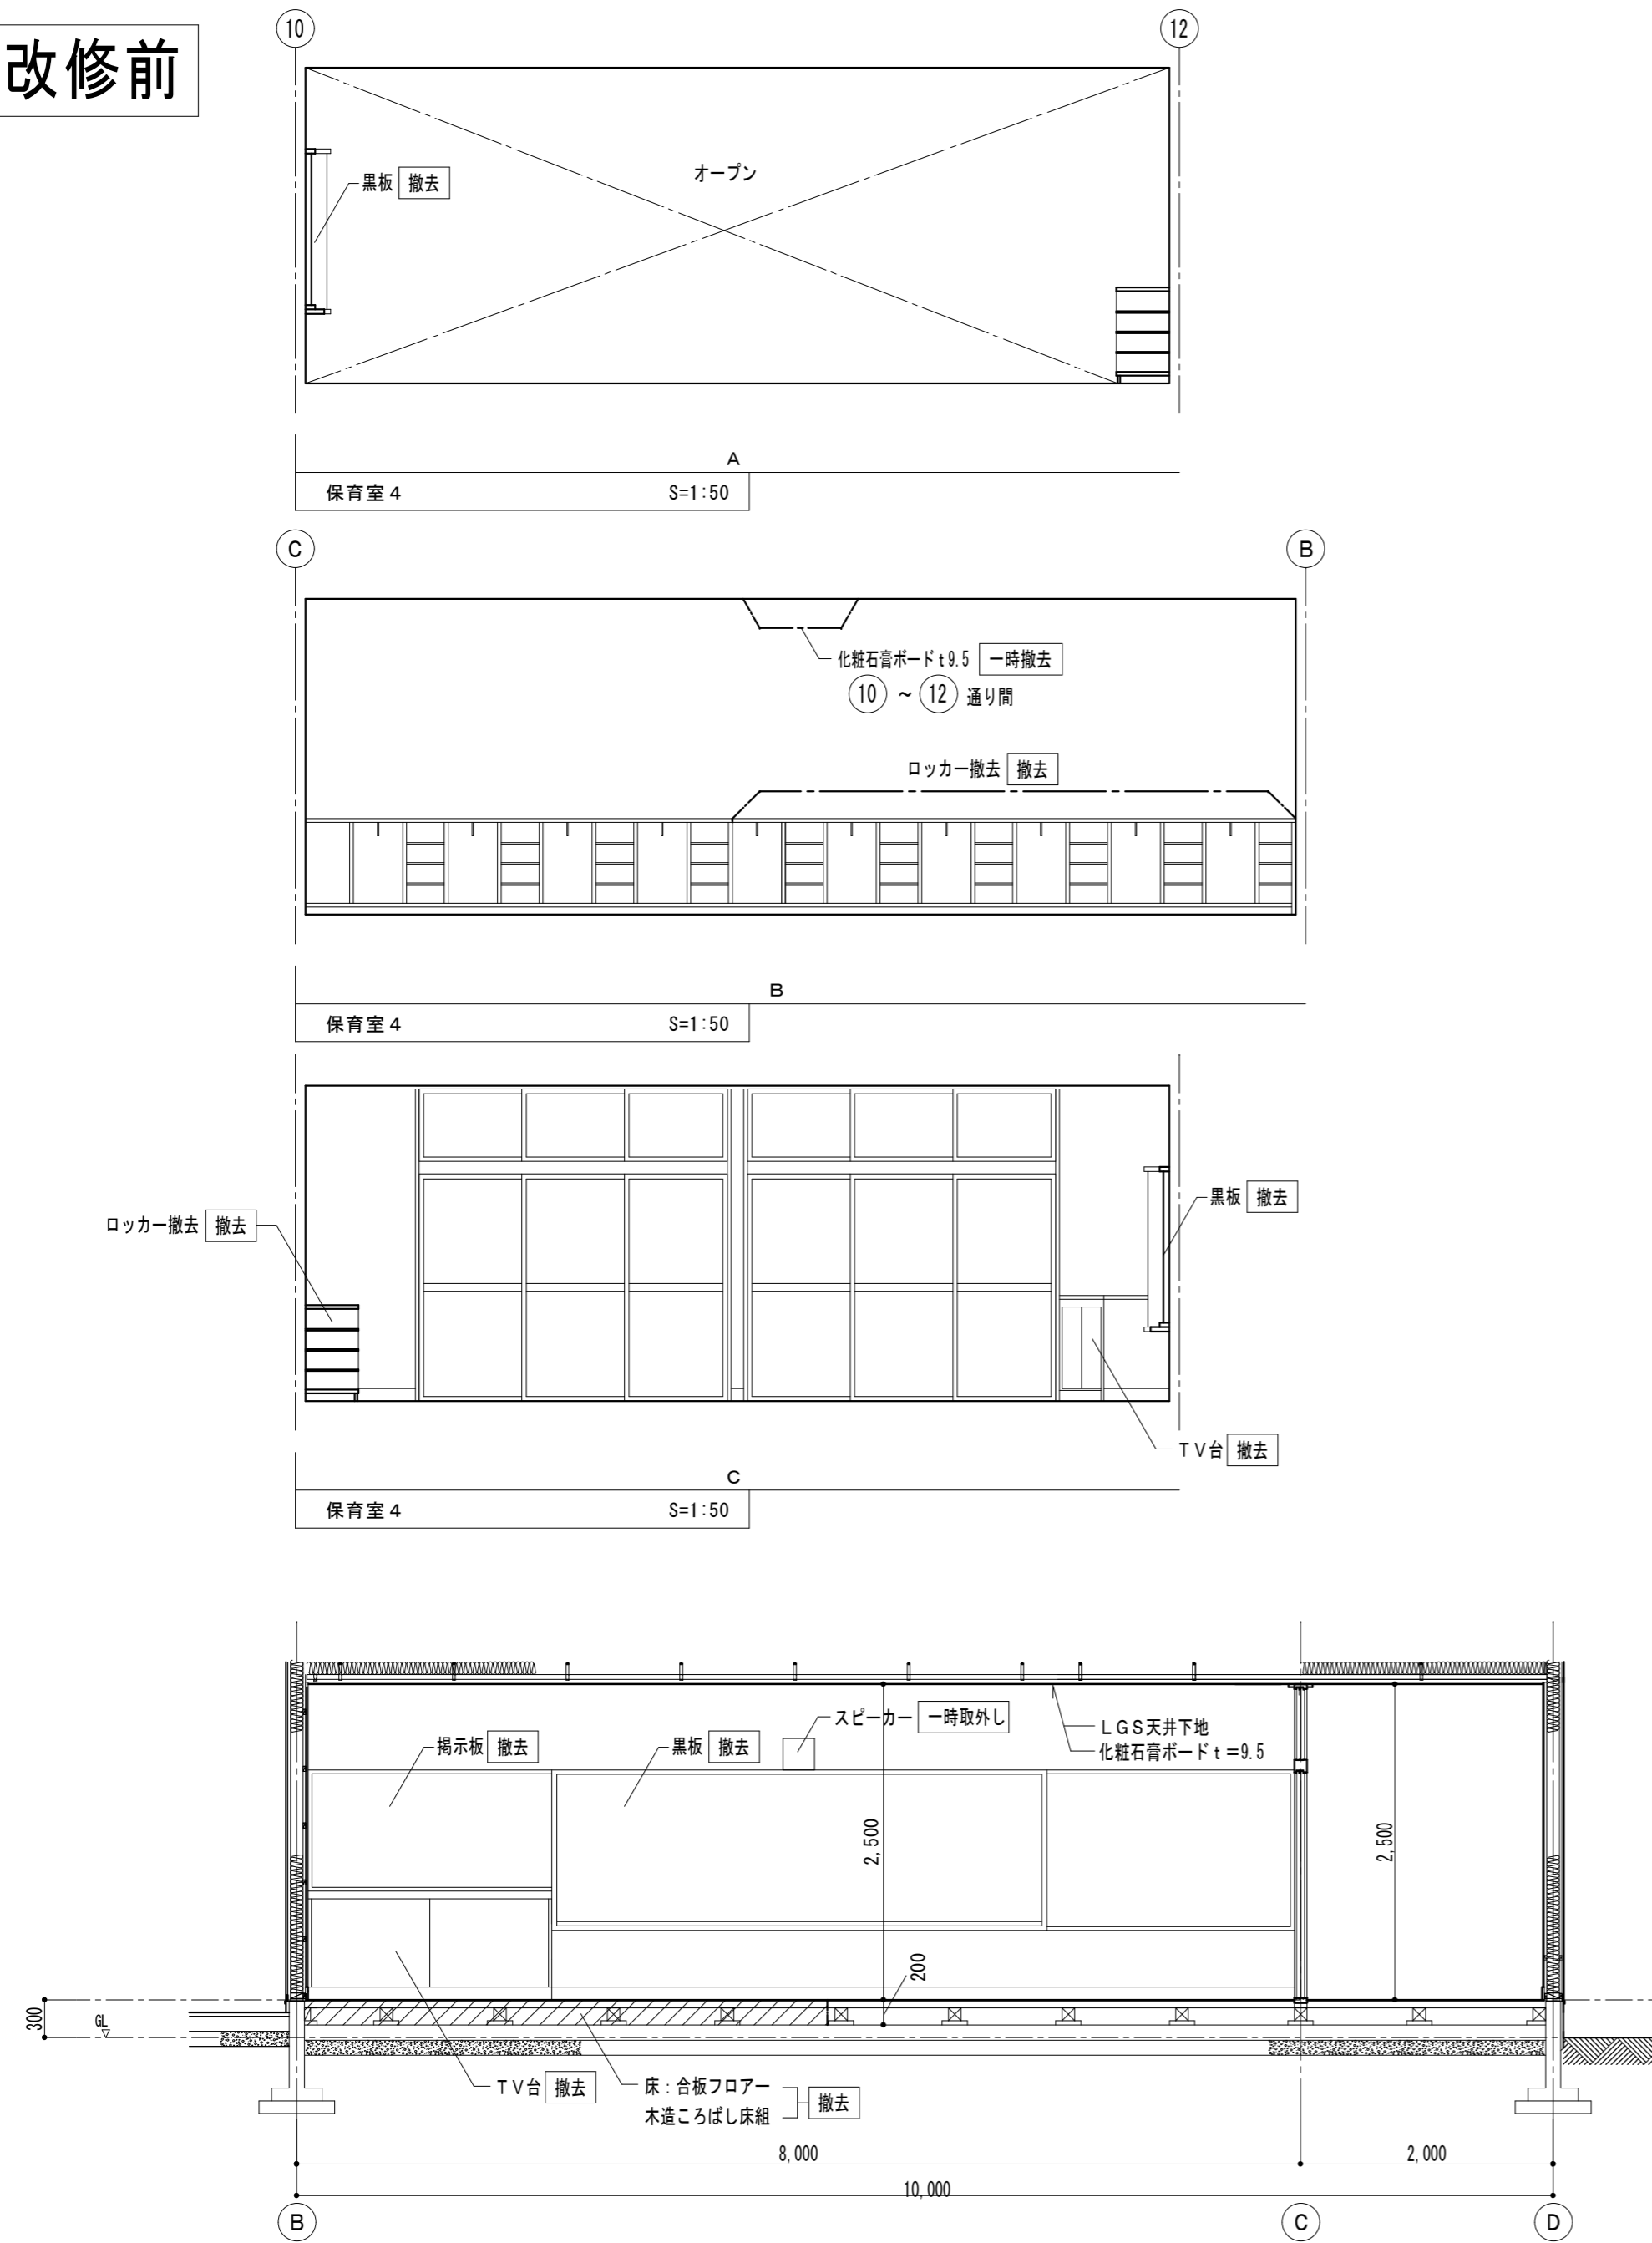 改修前
10 12
オープン
黒板 撤去
A
保育室4 S=1:50
C B
化粧石膏ボードt9.5 一時撤去
10 ～ 12 通り間
ロッカー撤去 撤去
B
保育室4 S=1:50
黒板 撤去
ロッカー撤去 撤去
TV台 撤去
C
保育室4 S=1:50
スピーカー 一時取外し
掲示板 撤去
黒板 撤去
LGS天井下地
化粧石膏ボードt=9.5
2,500
2,500
200
300
GL
TV台 撤去
床:合板フロアー
木造ころばし床組
撤去
8,000 2,000
10,000
B C D